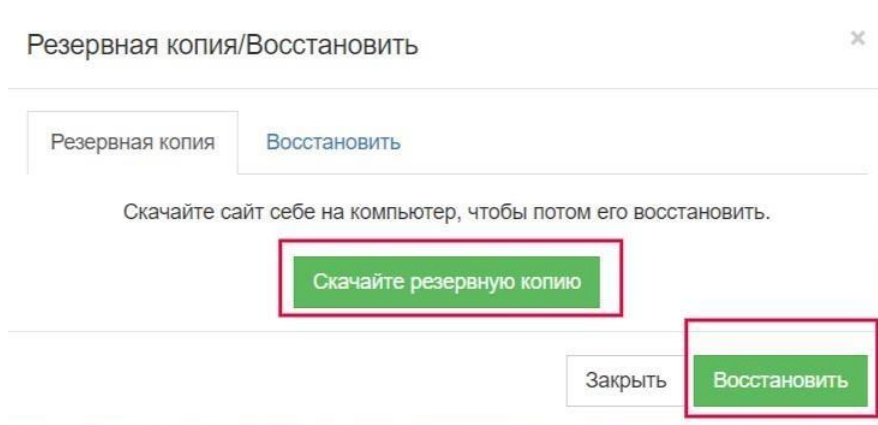 Резервная копия/Восстановить ×
Резервная копия Восстановить
Скачайте сайт себе на компьютер, чтобы потом его восстановить.
Скачайте резервную копию
Закрыть Восстановить